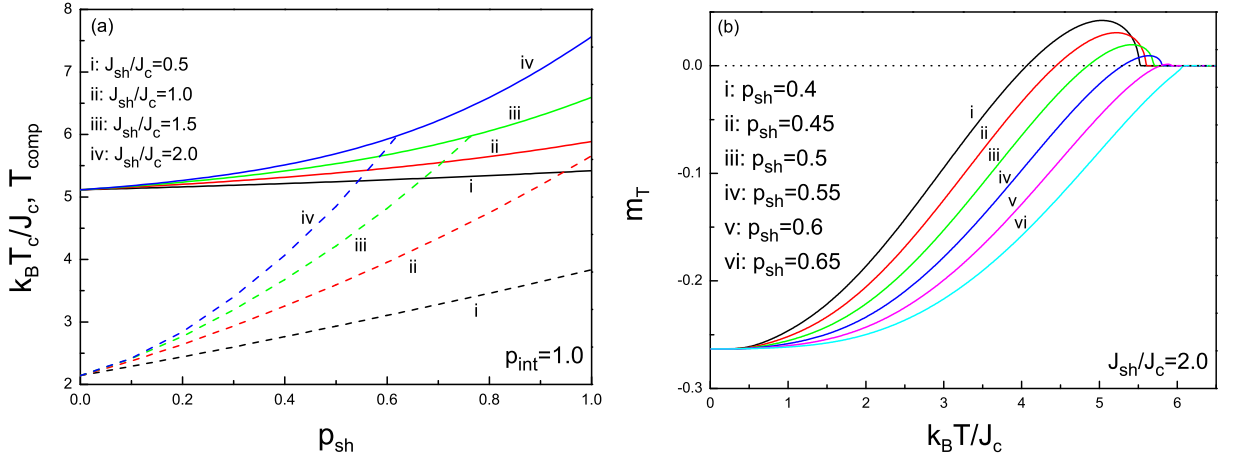 (a)
k_B T_c/J_c, T_comp
8
7
6
5
4
3
2
i: J_sh/J_c=0.5
ii: J_sh/J_c=1.0
iii: J_sh/J_c=1.5
iv: J_sh/J_c=2.0
iv
iii
ii
i
iv
iii
ii
i
p_int=1.0
0.0 0.2 0.4 0.6 0.8 1.0
p_sh
(b)
m_T
0.0
-0.1
-0.2
-0.3
i: p_sh=0.4
ii: p_sh=0.45
iii: p_sh=0.5
iv: p_sh=0.55
v: p_sh=0.6
vi: p_sh=0.65
i
ii
iii
iv
v
vi
J_sh/J_c=2.0
0 1 2 3 4 5 6
k_B T/J_c